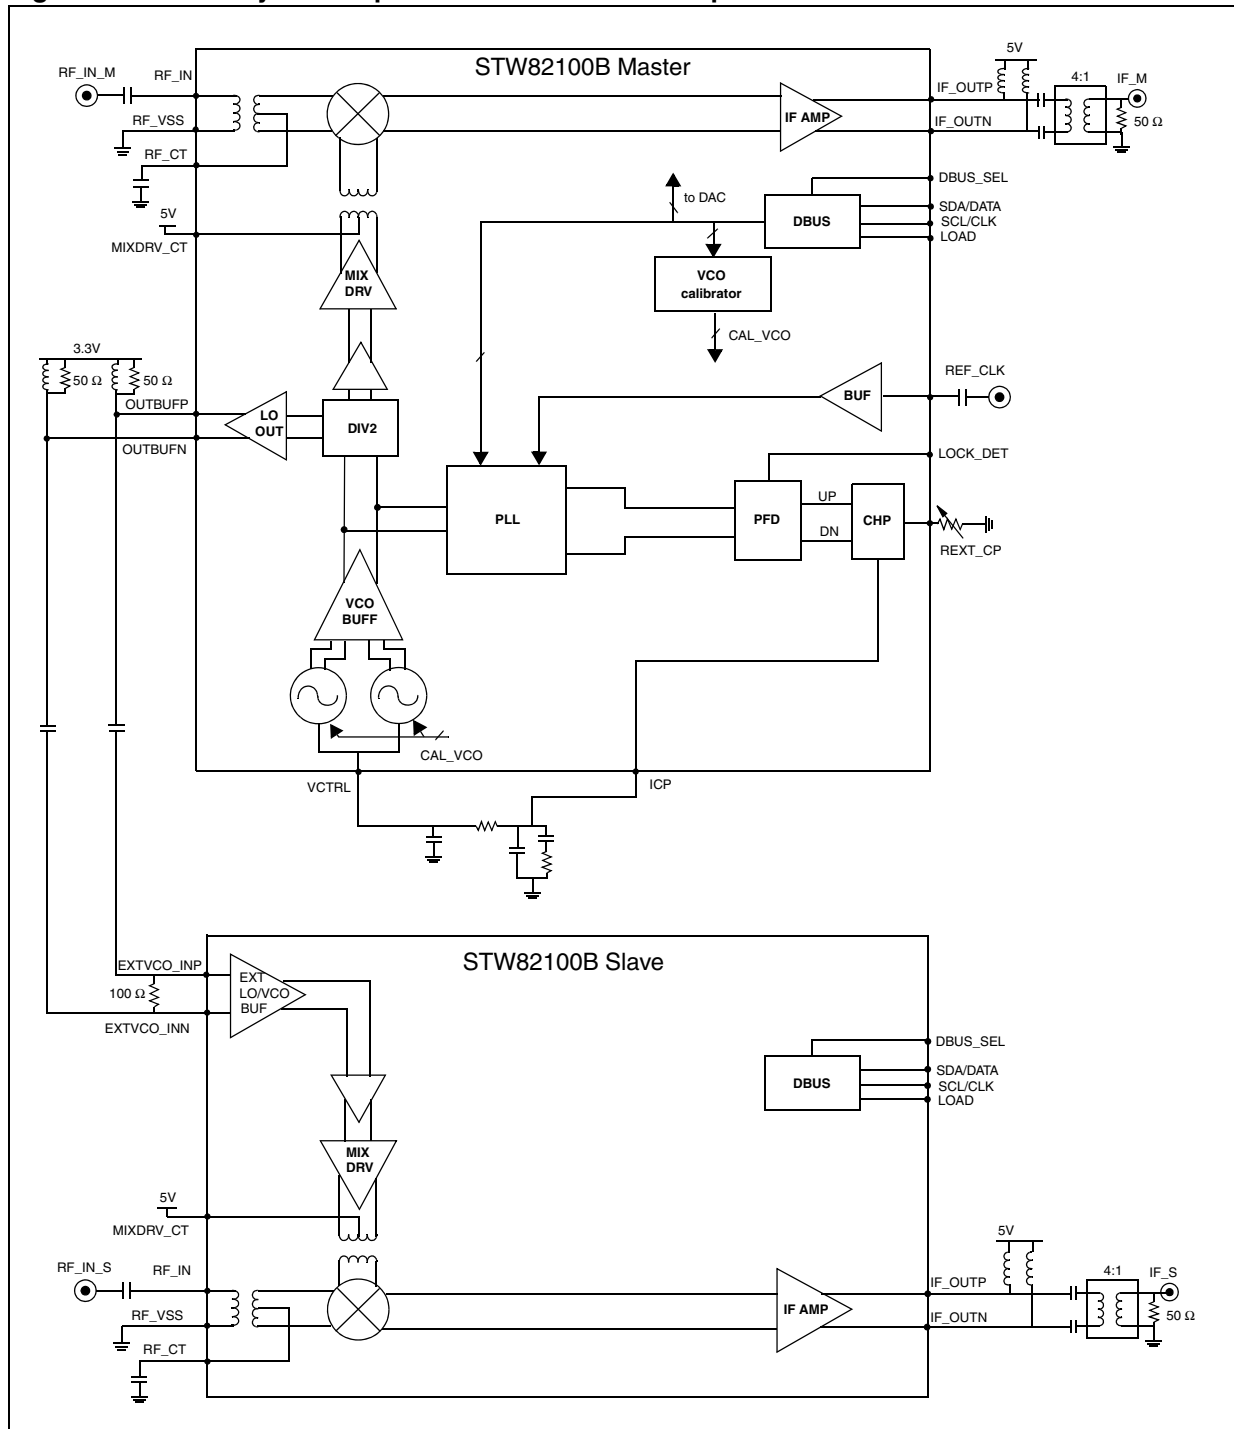 STW82100B Master
RF_IN_M
RF_IN
RF_VSS
RF_CT
5V
MIXDRV_CT
IF AMP
IF_OUTP
IF_OUTN
5V
4:1
IF_M
50 Ω
DBUS_SEL
SDA/DATA
SCL/CLK
LOAD
DBUS
to DAC
VCO
calibrator
CAL_VCO
MIX
DRV
3.3V
50 Ω
50 Ω
OUTBUFP
OUTBUFN
LO
OUT
DIV2
BUF
REF_CLK
LOCK_DET
PLL
PFD
UP
DN
CHP
REXT_CP
VCO
BUFF
CAL_VCO
VCTRL
ICP
STW82100B Slave
EXTVCO_INP
100 Ω
EXTVCO_INN
EXT
LO/VCO
BUF
DBUS_SEL
SDA/DATA
SCL/CLK
LOAD
DBUS
MIX
DRV
5V
MIXDRV_CT
RF_IN_S
RF_IN
RF_VSS
RF_CT
IF AMP
IF_OUTP
IF_OUTN
5V
4:1
IF_S
50 Ω